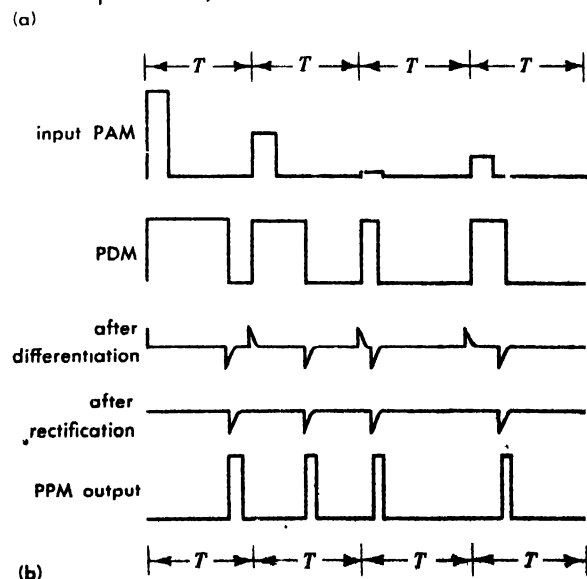 (a)
T T T T
input PAM
PDM
after
differentiation
after
rectification
PPM output
T T T T
(b)